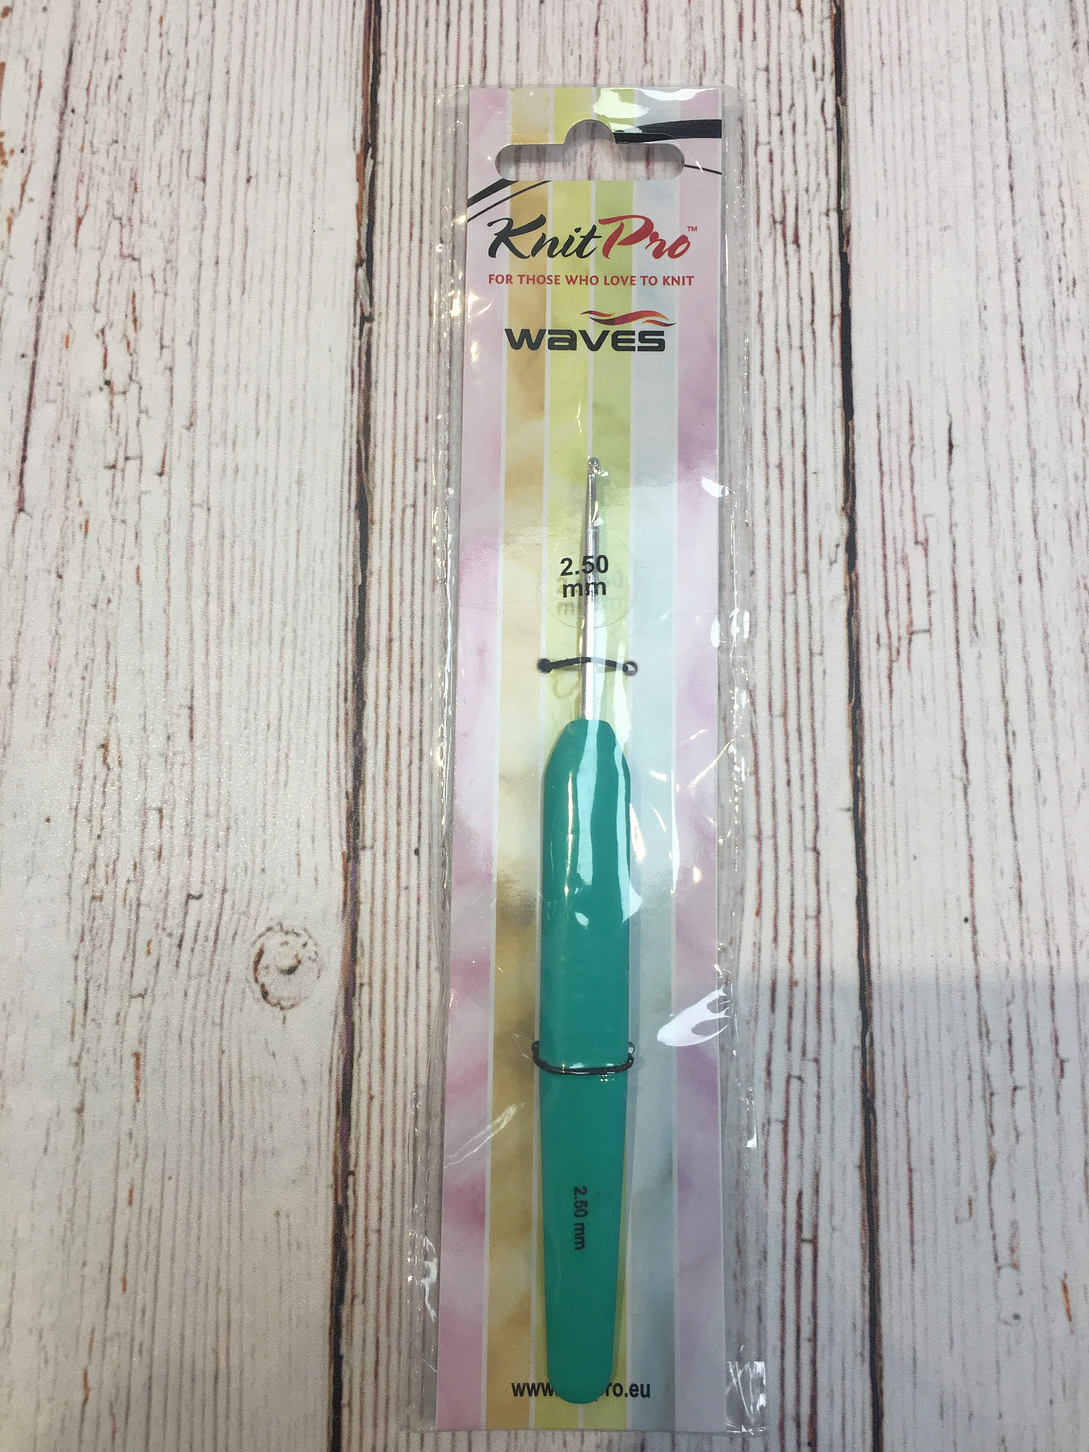 KnitPro™
FOR THOSE WHO LOVE TO KNIT
waves
2.50
mm
2.50 mm